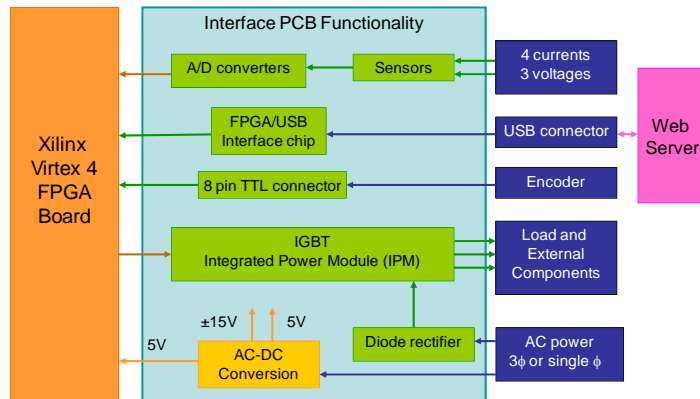 Interface PCB Functionality
Xilinx
Virtex 4
FPGA
Board
A/D converters
Sensors
4 currents
3 voltages
FPGA/USB
Interface chip
USB connector
Web
Server
8 pin TTL connector
Encoder
IGBT
Integrated Power Module (IPM)
Load and
External
Components
±15V
5V
5V
AC-DC
Conversion
Diode rectifier
AC power
3ϕ or single ϕ